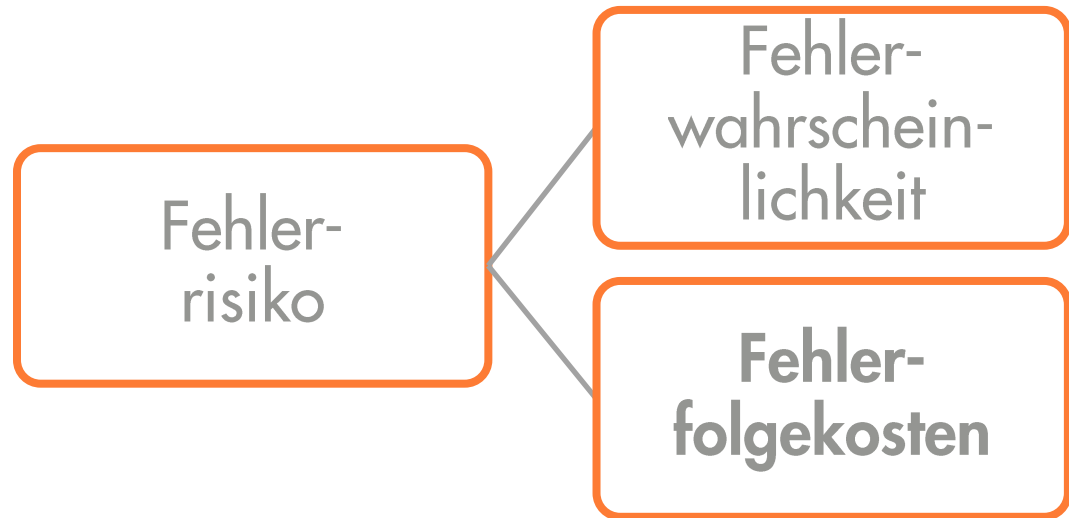 Fehler-
risiko
Fehler-
wahrschein-
lichkeit
Fehler-
folgekosten